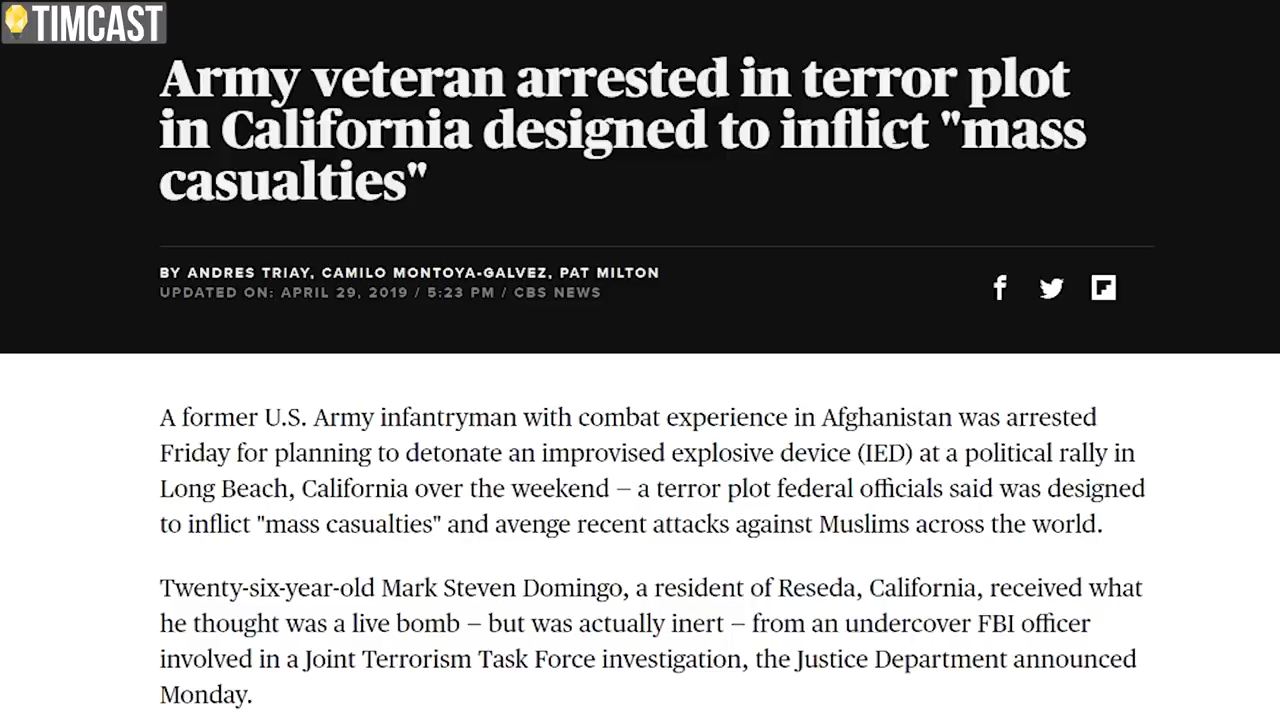 TIMCAST
Army veteran arrested in terror plot
in California designed to inflict "mass
casualties"
BY ANDRES TRIAY, CAMILO MONTOYA-GALVEZ, PAT MILTON
UPDATED ON: APRIL 29, 2019 / 5:23 PM / CBS NEWS
A former U.S. Army infantryman with combat experience in Afghanistan was arrested
Friday for planning to detonate an improvised explosive device (IED) at a political rally in
Long Beach, California over the weekend – a terror plot federal officials said was designed
to inflict "mass casualties" and avenge recent attacks against Muslims across the world.
Twenty-six-year-old Mark Steven Domingo, a resident of Reseda, California, received what
he thought was a live bomb – but was actually inert – from an undercover FBI officer
involved in a Joint Terrorism Task Force investigation, the Justice Department announced
Monday.